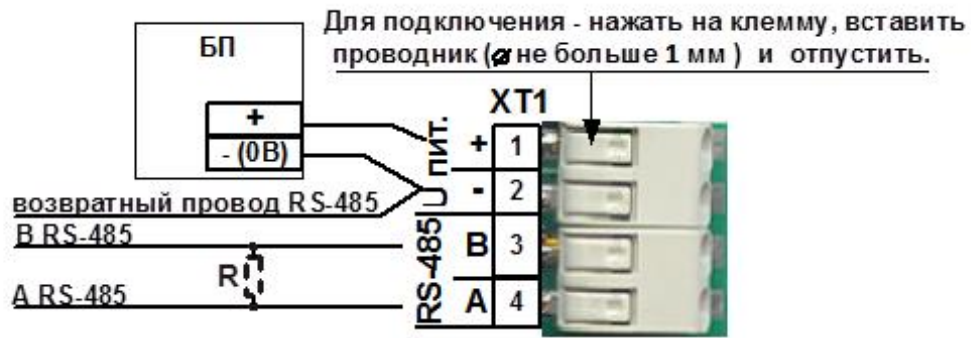 Для подключения - нажать на клемму, вставить
проводник (ø не больше 1 мм ) и отпустить.
БП
+
- (0В)
XT1
U пит.
+ 1
- 2
возвратный провод RS-485
B RS-485
RS-485
B 3
R
A RS-485
A 4